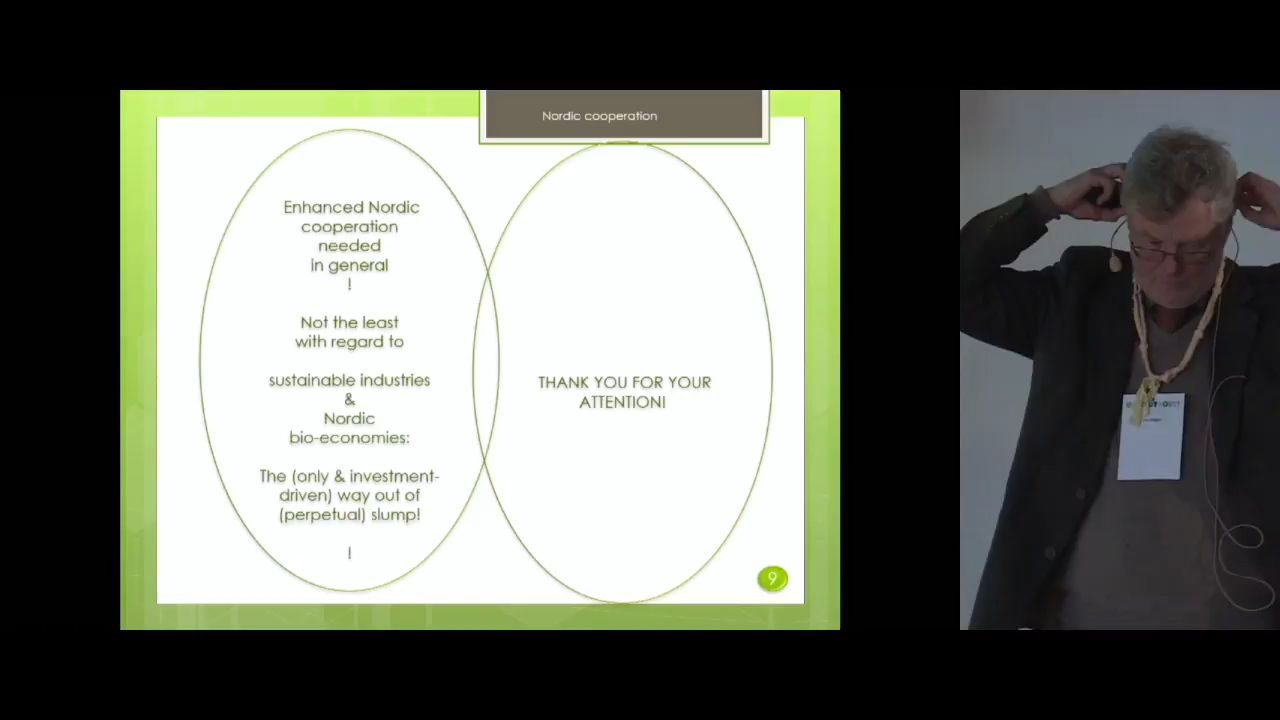 Nordic cooperation
Enhanced Nordic
cooperation
needed
in general
!
Not the least
with regard to
sustainable industries
&
Nordic
bio-economies:
The (only & investment-
driven) way out of
(perpetual) slump!
!
THANK YOU FOR YOUR
ATTENTION!
9